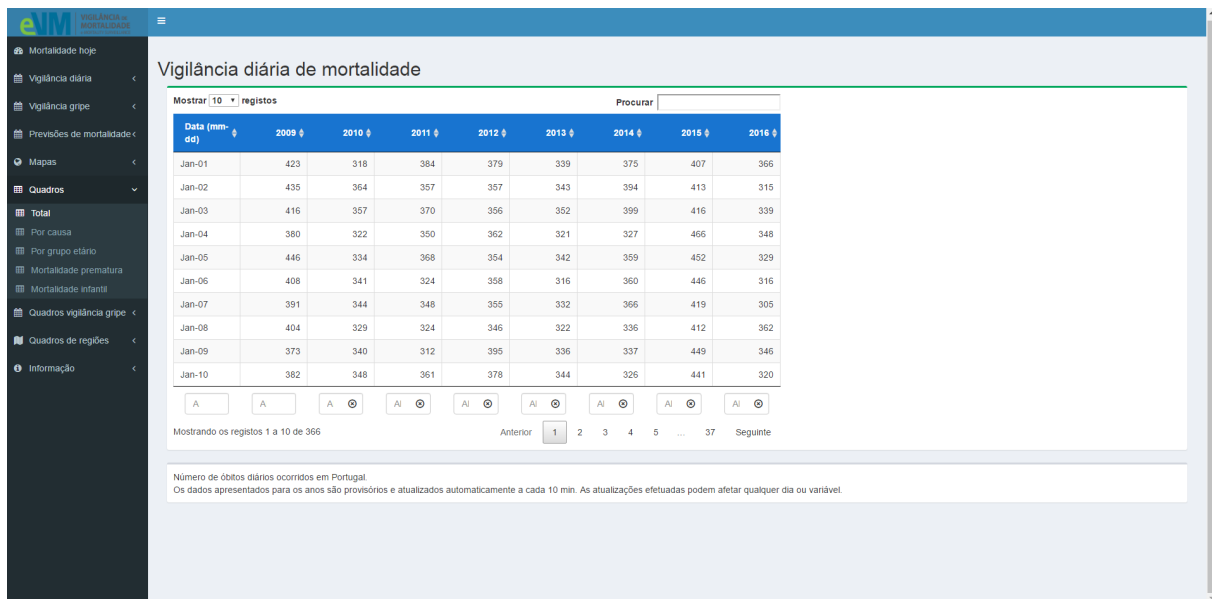 eVM VIGILÂNCIA DE
MORTALIDADE
Mortalidade hoje
Vigilância diária
Vigilância gripe
Previsões de mortalidade
Mapas
Quadros
Total
Por causa
Por grupo etário
Mortalidade prematura
Mortalidade infantil
Quadros vigilância gripe
Quadros de regiões
Informação
Vigilância diária de mortalidade
Mostrar 10 registos Procurar
Data (mm-dd) 2009 2010 2011 2012 2013 2014 2015 2016
Jan-01 423 318 384 379 339 375 407 366
Jan-02 435 364 357 357 343 394 413 315
Jan-03 416 357 370 356 352 399 416 339
Jan-04 380 322 350 362 321 327 466 348
Jan-05 446 334 368 354 342 359 452 329
Jan-06 408 341 324 358 316 360 446 316
Jan-07 391 344 348 355 332 366 419 305
Jan-08 404 329 324 346 322 336 412 362
Jan-09 373 340 312 395 336 337 449 346
Jan-10 382 348 361 378 344 326 441 320
A A A Al Al Al Al Al Al
Mostrando os registos 1 a 10 de 366 Anterior 1 2 3 4 5 ... 37 Seguinte
Número de óbitos diários ocorridos em Portugal.
Os dados apresentados para os anos são provisórios e atualizados automaticamente a cada 10 min. As atualizações efetuadas podem afetar qualquer dia ou variável.